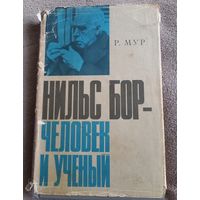 Р. МУР
НИЛЬС БОР-
ЧЕЛОВЕК
И УЧЕНЫЙ